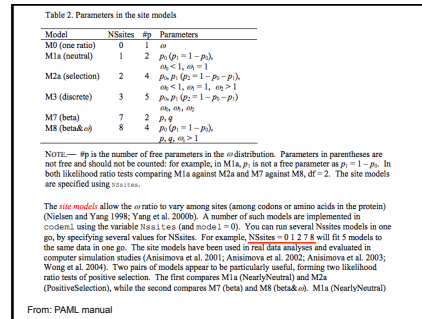 Table 2. Parameters in the site models
Model NSsites #p Parameters
M0 (one ratio) 0 1 ω
M1a (neutral) 1 2 p₀ (p₁ = 1 – p₀),
ω₀ < 1, ω₁ = 1
M2a (selection) 2 4 p₀, p₁ (p₂ = 1 – p₀ – p₁),
ω₀ < 1, ω₁ = 1, ω₂ > 1
M3 (discrete) 3 5 p₀, p₁ (p₂ = 1 – p₀ – p₁)
ω₀, ω₁, ω₂
M7 (beta) 7 2 p, q
M8 (beta&ω) 8 4 p₀ (p₁ = 1 – p₀),
p, q, ωₛ > 1
NOTE.— #p is the number of free parameters in the ω distribution. Parameters in parentheses are
not free and should not be counted: for example, in M1a, p₁ is not a free parameter as p₁ = 1 – p₀. In
both likelihood ratio tests comparing M1a against M2a and M7 against M8, df = 2. The site models
are specified using NSsites.
The site models allow the ω ratio to vary among sites (among codons or amino acids in the protein)
(Nielsen and Yang 1998; Yang et al. 2000b). A number of such models are implemented in
codeml using the variable Nssites (and model = 0). You can run several Nssites models in one
go, by specifying several values for NSsites. For example, NSsites = 0 1 2 7 8 will fit 5 models to
the same data in one go. The site models have been used in real data analyses and evaluated in
computer simulation studies (Anisimova et al. 2001; Anisimova et al. 2002; Anisimova et al. 2003;
Wong et al. 2004). Two pairs of models appear to be particularly useful, forming two likelihood
ratio tests of positive selection. The first compares M1a (NearlyNeutral) and M2a
(PositiveSelection), while the second compares M7 (beta) and M8 (beta&ω). M1a (NearlyNeutral)
From: PAML manual